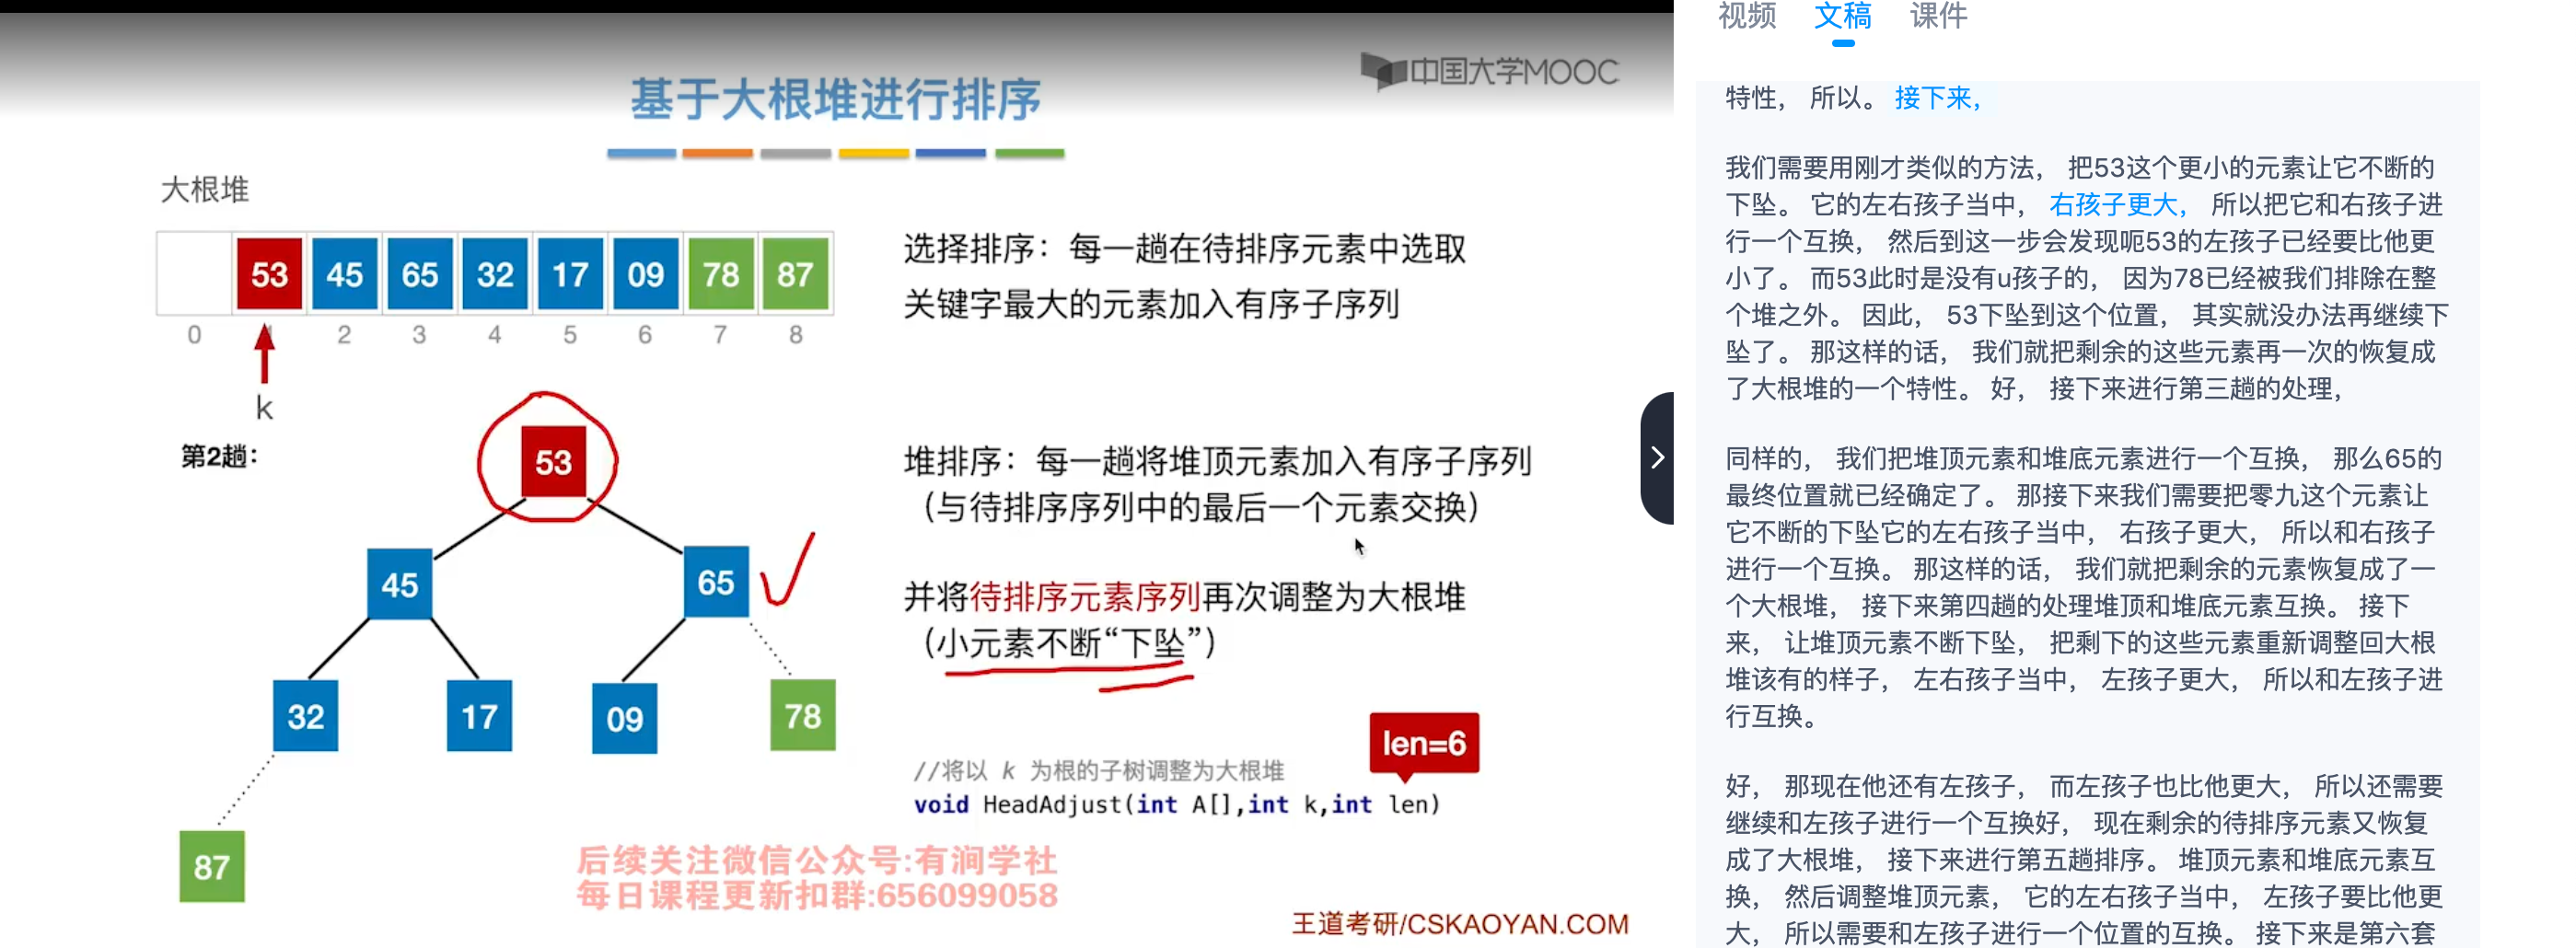 中国大学MOOC
基于大根堆进行排序
大根堆
53 45 65 32 17 09 78 87
0 2 3 4 5 6 7 8
k
第2趟：
53
45 65
32 17 09 78
87
选择排序：每一趟在待排序元素中选取
关键字最大的元素加入有序子序列
堆排序：每一趟将堆顶元素加入有序子序列
（与待排序序列中的最后一个元素交换）
并将待排序元素序列再次调整为大根堆
（小元素不断“下坠”）
len=6
//将以 k 为根的子树调整为大根堆
void HeadAdjust(int A[],int k,int len)
后续关注微信公众号:有涧学社
每日课程更新扣群:656099058
王道考研/CSKAOYAN.COM
视频 文稿 课件
特性， 所以。 接下来，
我们需要用刚才类似的方法， 把53这个更小的元素让它不断的
下坠。 它的左右孩子当中， 右孩子更大， 所以把它和右孩子进
行一个互换， 然后到这一步会发现呃53的左孩子已经要比他更
小了。 而53此时是没有u孩子的， 因为78已经被我们排除在整
个堆之外。 因此， 53下坠到这个位置， 其实就没办法再继续下
坠了。 那这样的话， 我们就把剩余的这些元素再一次的恢复成
了大根堆的一个特性。 好， 接下来进行第三趟的处理，
同样的， 我们把堆顶元素和堆底元素进行一个互换， 那么65的
最终位置就已经确定了。 那接下来我们需要把零九这个元素让
它不断的下坠它的左右孩子当中， 右孩子更大， 所以和右孩子
进行一个互换。 那这样的话， 我们就把剩余的元素恢复成了一
个大根堆， 接下来第四趟的处理堆顶和堆底元素互换。 接下
来， 让堆顶元素不断下坠， 把剩下的这些元素重新调整回大根
堆该有的样子， 左右孩子当中， 左孩子更大， 所以和左孩子进
行互换。
好， 那现在他还有左孩子， 而左孩子也比他更大， 所以还需要
继续和左孩子进行一个互换好， 现在剩余的待排序元素又恢复
成了大根堆， 接下来进行第五趟排序。 堆顶元素和堆底元素互
换， 然后调整堆顶元素， 它的左右孩子当中， 左孩子要比他更
大， 所以需要和左孩子进行一个位置的互换。 接下来是第六套